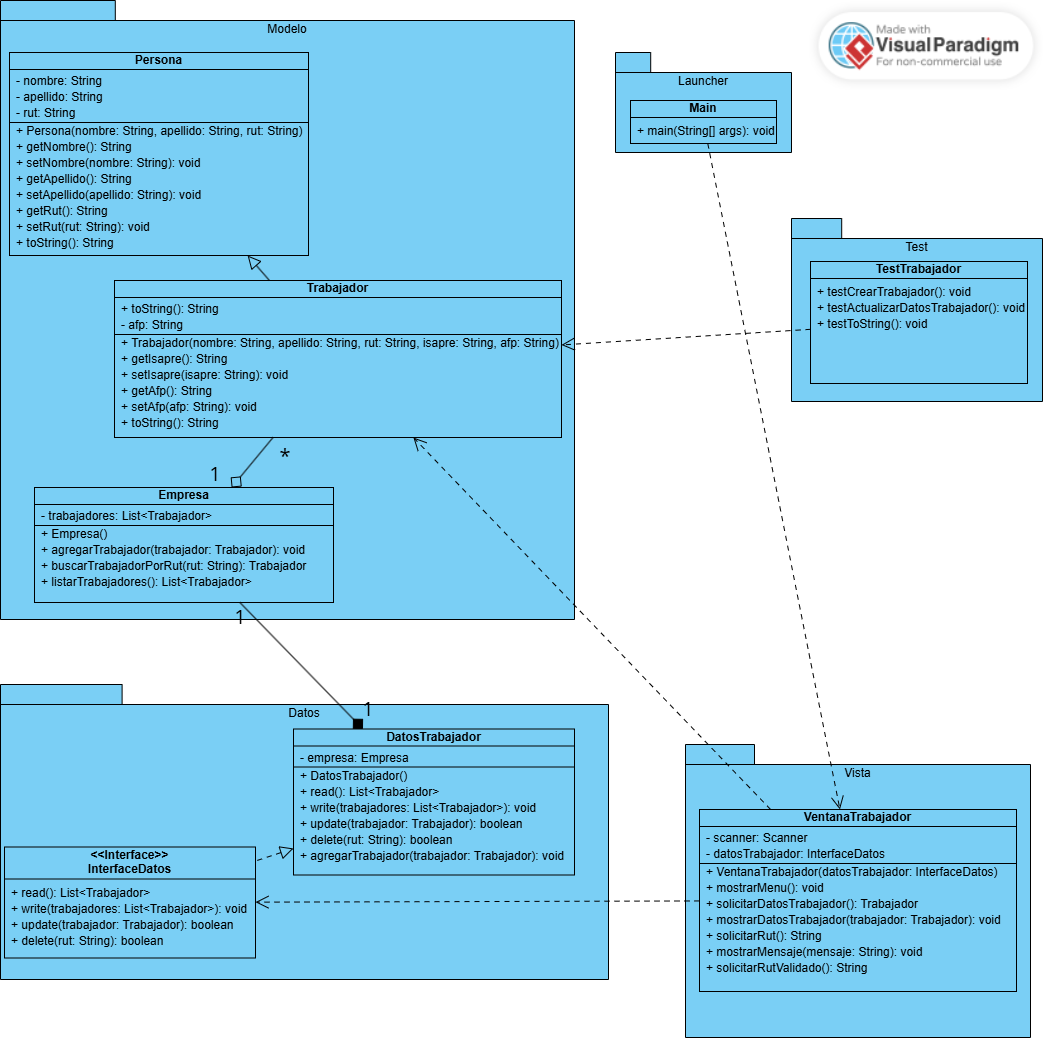 Modelo
Persona
- nombre: String
- apellido: String
- rut: String
+ Persona(nombre: String, apellido: String, rut: String)
+ getNombre(): String
+ setNombre(nombre: String): void
+ getApellido(): String
+ setApellido(apellido: String): void
+ getRut(): String
+ setRut(rut: String): void
+ toString(): String
Trabajador
+ toString(): String
- afp: String
+ Trabajador(nombre: String, apellido: String, rut: String, isapre: String, afp: String)
+ getIsapre(): String
+ setIsapre(isapre: String): void
+ getAfp(): String
+ setAfp(afp: String): void
+ toString(): String
*
1
Empresa
- trabajadores: List<Trabajador>
+ Empresa()
+ agregarTrabajador(trabajador: Trabajador): void
+ buscarTrabajadorPorRut(rut: String): Trabajador
+ listarTrabajadores(): List<Trabajador>
1
1
Made with
Visual Paradigm
For non-commercial use
Launcher
Main
+ main(String[] args): void
Test
TestTrabajador
+ testCrearTrabajador(): void
+ testActualizarDatosTrabajador(): void
+ testToString(): void
Datos
DatosTrabajador
- empresa: Empresa
+ DatosTrabajador()
+ read(): List<Trabajador>
+ write(trabajadores: List<Trabajador>): void
+ update(trabajador: Trabajador): boolean
+ delete(rut: String): boolean
+ agregarTrabajador(trabajador: Trabajador): void
<<Interface>>
InterfaceDatos
+ read(): List<Trabajador>
+ write(trabajadores: List<Trabajador>): void
+ update(trabajador: Trabajador): boolean
+ delete(rut: String): boolean
Vista
VentanaTrabajador
- scanner: Scanner
- datosTrabajador: InterfaceDatos
+ VentanaTrabajador(datosTrabajador: InterfaceDatos)
+ mostrarMenu(): void
+ solicitarDatosTrabajador(): Trabajador
+ mostrarDatosTrabajador(trabajador: Trabajador): void
+ solicitarRut(): String
+ mostrarMensaje(mensaje: String): void
+ solicitarRutValidado(): String